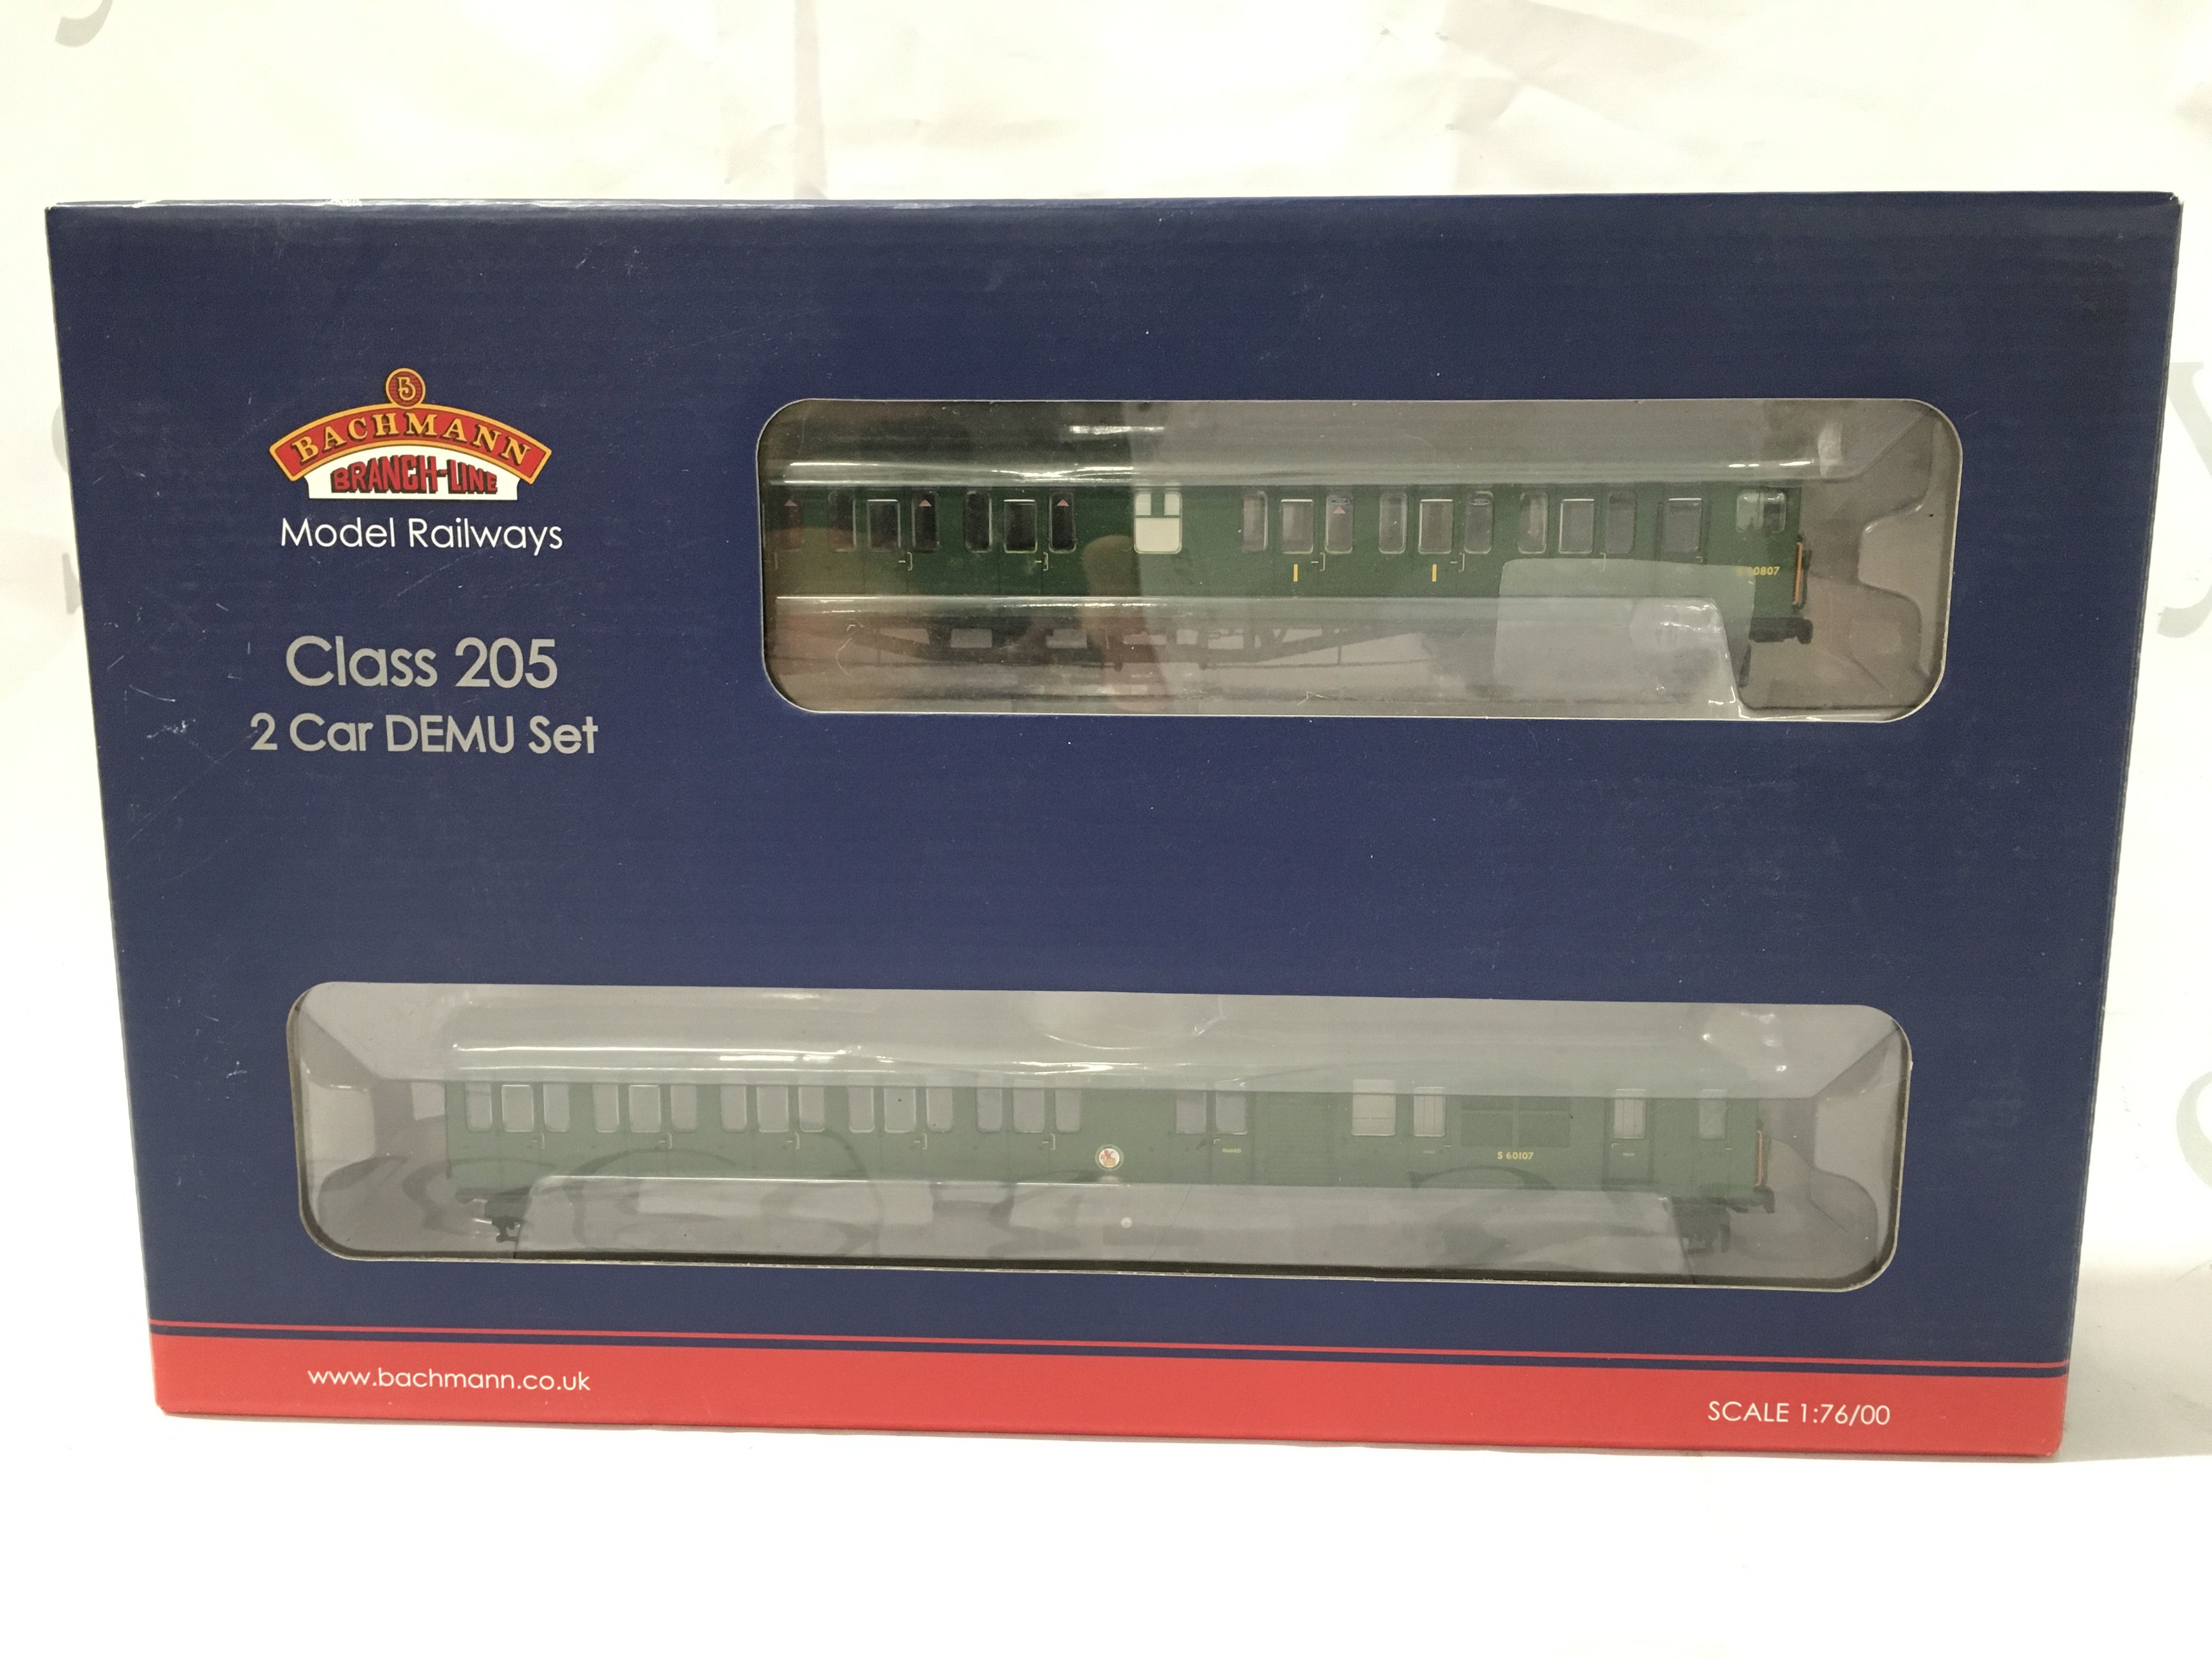 B
BACHMANN
BRANCH-LINE
Model Railways
Class 205
2 Car DEMU Set
S 60107
www.bachmann.co.uk
SCALE 1:76/00